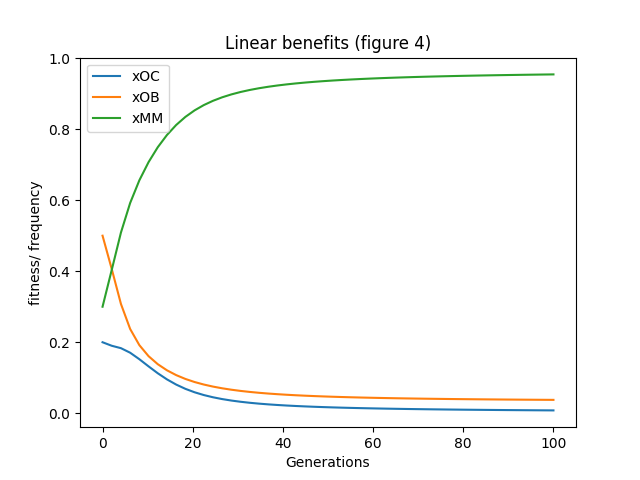 Linear benefits (figure 4)
xOC
xOB
xMM
fitness/ frequency
1.0
0.8
0.6
0.4
0.2
0.0
0 20 40 60 80 100
Generations